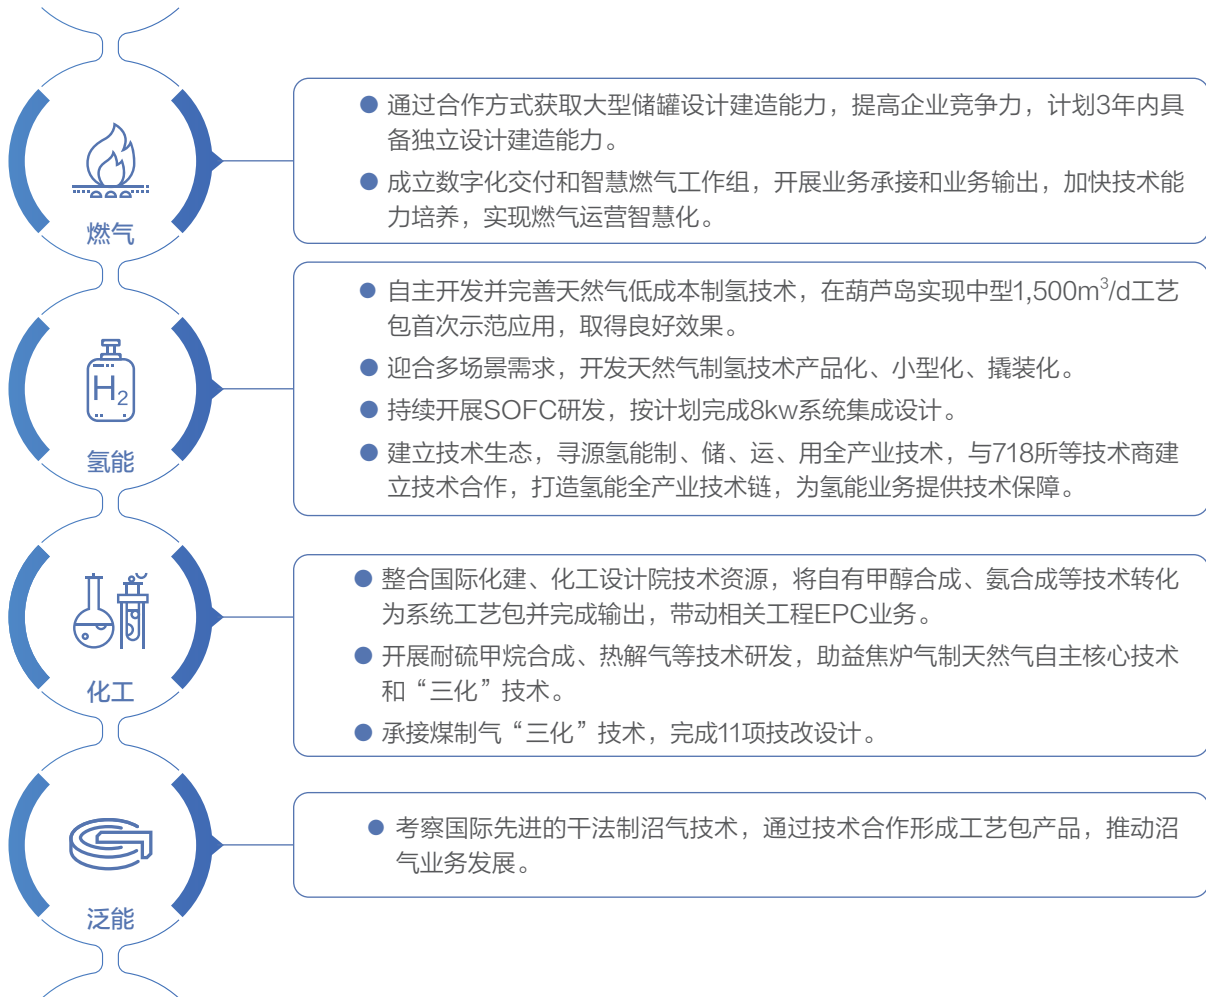 燃气
● 通过合作方式获取大型储罐设计建造能力，提高企业竞争力，计划3年内具
备独立设计建造能力。
● 成立数字化交付和智慧燃气工作组，开展业务承接和业务输出，加快技术能
力培养，实现燃气运营智慧化。
H₂
氢能
● 自主开发并完善天然气低成本制氢技术，在葫芦岛实现中型1,500m³/d工艺
包首次示范应用，取得良好效果。
● 迎合多场景需求，开发天然气制氢技术产品化、小型化、撬装化。
● 持续开展SOFC研发，按计划完成8kw系统集成设计。
● 建立技术生态，寻源氢能制、储、运、用全产业技术，与718所等技术商建
立技术合作，打造氢能全产业技术链，为氢能业务提供技术保障。
化工
● 整合国际化建、化工设计院技术资源，将自有甲醇合成、氨合成等技术转化
为系统工艺包并完成输出，带动相关工程EPC业务。
● 开展耐硫甲烷合成、热解气等技术研发，助益焦炉气制天然气自主核心技术
和“三化”技术。
● 承接煤制气“三化”技术，完成11项技改设计。
泛能
● 考察国际先进的干法制沼气技术，通过技术合作形成工艺包产品，推动沼
气业务发展。